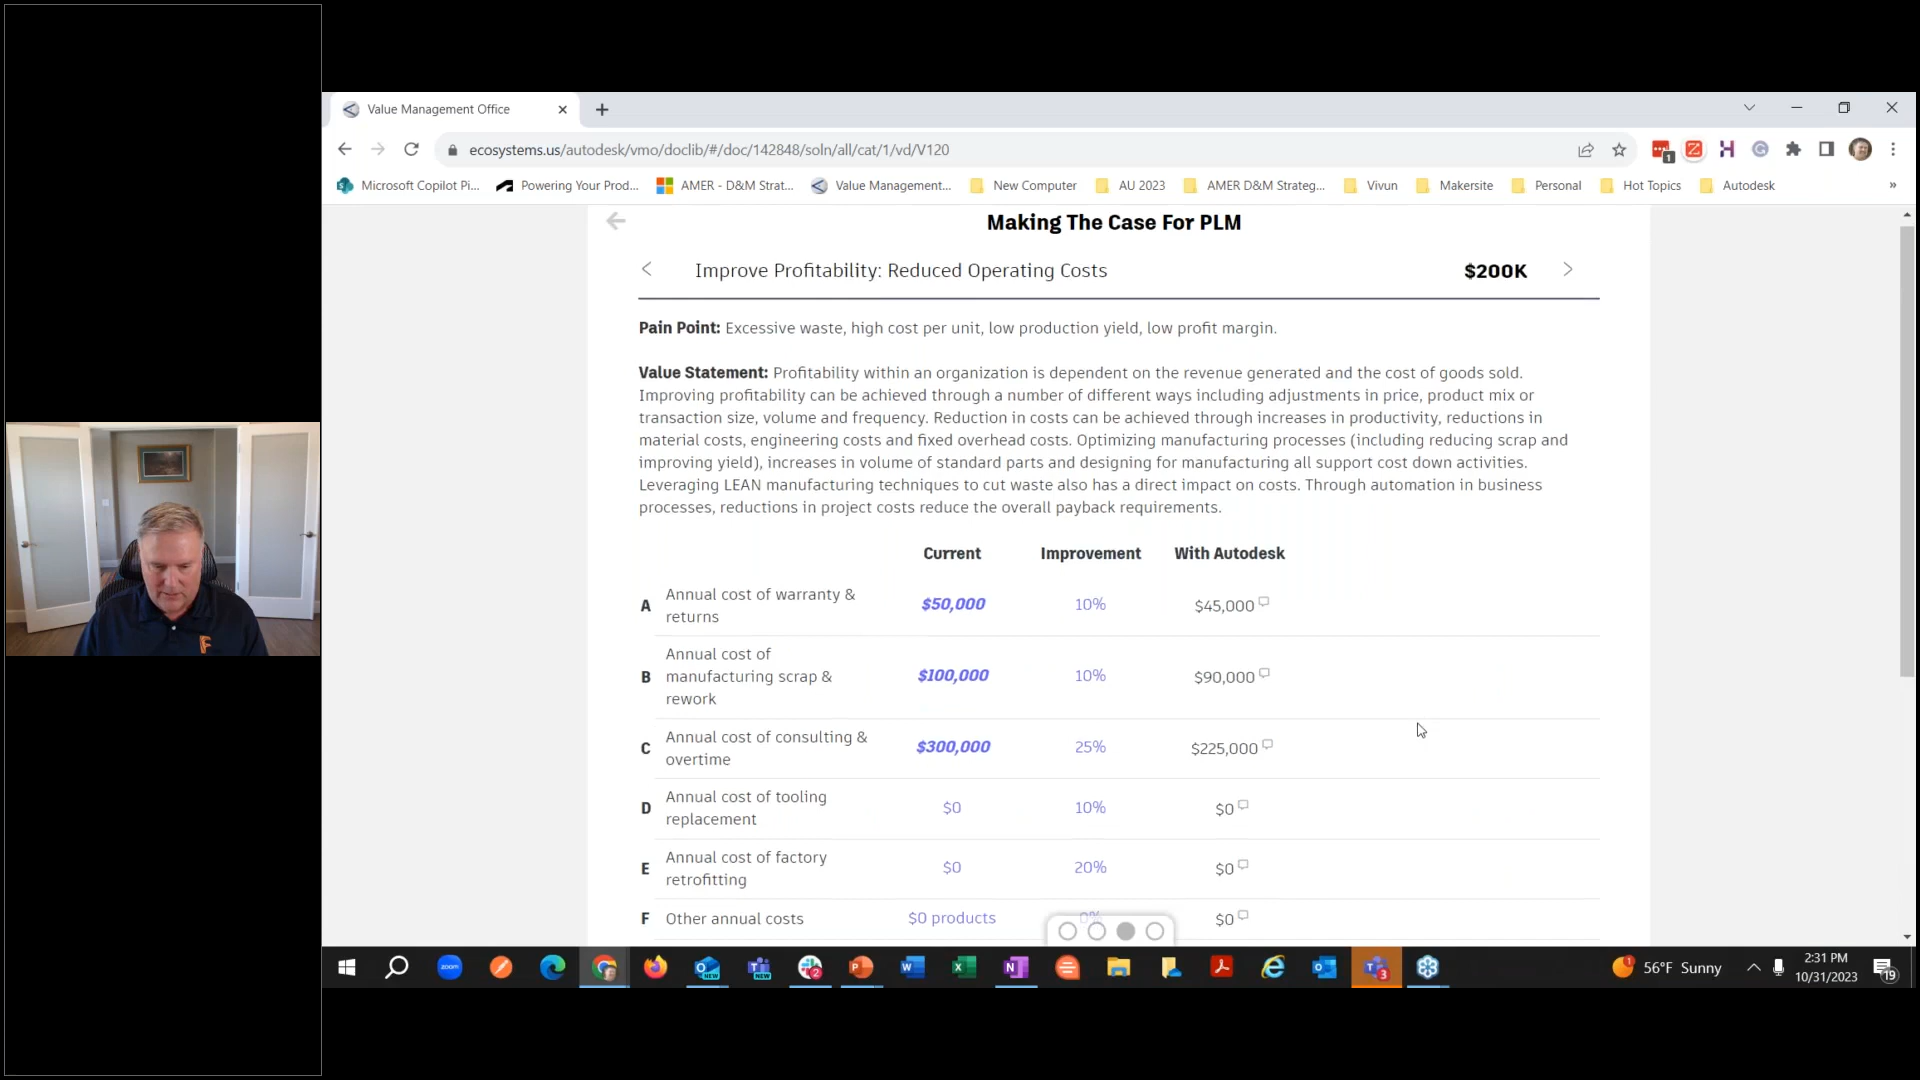 Value Management Office
ecosystems.us/autodesk/vmo/doclib/#/doc/142848/soln/all/cat/1/vd/V120
1
Microsoft Copilot Pi... Powering Your Prod... AMER - D&M Strat... Value Management... New Computer AU 2023 AMER D&M Strateg... Vivun Makersite Personal Hot Topics Autodesk »
Making The Case For PLM
Improve Profitability: Reduced Operating Costs $200K
Pain Point: Excessive waste, high cost per unit, low production yield, low profit margin.
Value Statement: Profitability within an organization is dependent on the revenue generated and the cost of goods sold.
Improving profitability can be achieved through a number of different ways including adjustments in price, product mix or
transaction size, volume and frequency. Reduction in costs can be achieved through increases in productivity, reductions in
material costs, engineering costs and fixed overhead costs. Optimizing manufacturing processes (including reducing scrap and
improving yield), increases in volume of standard parts and designing for manufacturing all support cost down activities.
Leveraging LEAN manufacturing techniques to cut waste also has a direct impact on costs. Through automation in business
processes, reductions in project costs reduce the overall payback requirements.
Current Improvement With Autodesk
A Annual cost of warranty & returns $50,000 10% $45,000
B Annual cost of manufacturing scrap & rework $100,000 10% $90,000
C Annual cost of consulting & overtime $300,000 25% $225,000
D Annual cost of tooling replacement $0 10% $0
E Annual cost of factory retrofitting $0 20% $0
F Other annual costs $0 products 0% $0
zoom NEW NEW 2 3 1 56°F Sunny 2:31 PM
10/31/2023 19